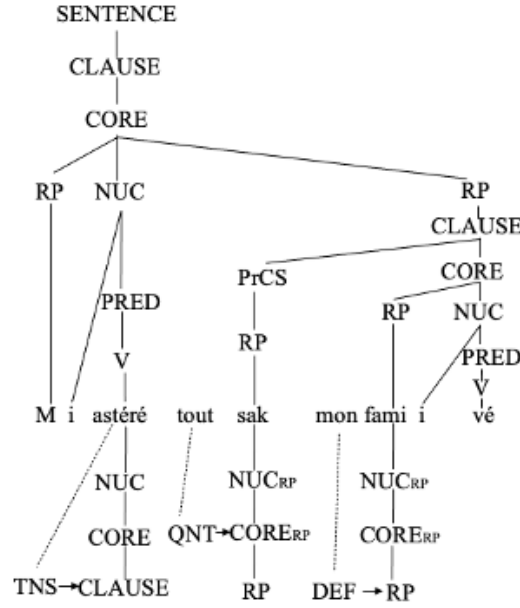 SENTENCE
CLAUSE
CORE
RP NUC RP
CLAUSE
PrCS CORE
RP NUC
PRED
RP PRED
V V
M i astéré tout sak mon fami i vé
NUC NUCRP NUCRP
CORE QNT→CORERP CORERP
TNS→CLAUSE RP DEF→RP